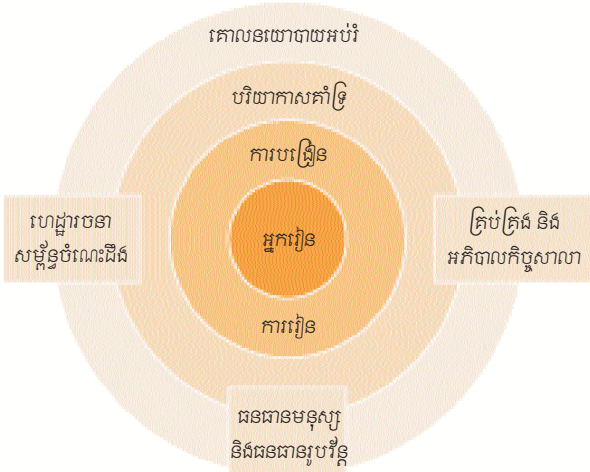 គោលនយោបាយអប់រំ
បរិយាកាសគាំទ្រ
ការបង្រៀន
ហេដ្ឋារចនា
សម្ព័ន្ធចំណេះដឹង
អ្នករៀន
គ្រប់គ្រង និង
អភិបាលកិច្ចសាលា
ការរៀន
ធនធានមនុស្ស
និងធនធានរូបវ័ន្ត